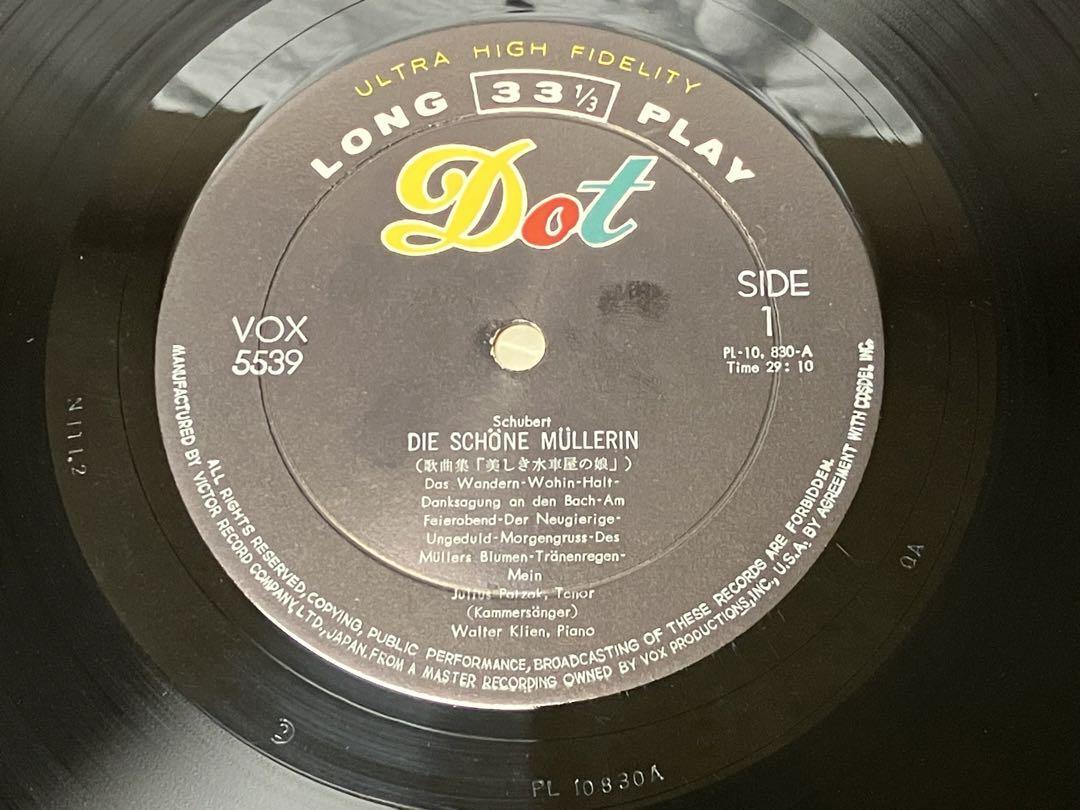 ULTRA HIGH FIDELITY
LONG 33 1/3 PLAY
Dot
SIDE
1
VOX
5539
PL-10, 830-A
Time 29: 10
Schubert
DIE SCHÖNE MÜLLERIN
(歌曲集「美しき水車屋の娘」)
Das Wandern-Wohin-Halt-
Danksagung an den Bach-Am
Feierabend-Der Neugierige-
Ungeduld-Morgengruss-Des
Müllers Blumen-Tränenregen-
Mein
Julius Patzak, Tenor
(Kammersänger)
Walter Klien, Piano
ALL RIGHTS RESERVED, COPYING, PUBLIC PERFORMANCE, BROADCASTING OF THESE RECORDS ARE FORBIDDEN.
MANUFACTURED BY VICTOR RECORD COMPANY, LTD., JAPAN. FROM A MASTER RECORDING OWNED BY VOX PRODUCTIONS, INC., U.S.A. BY AGREEMENT WITH COSDEL INC.
PL 10830A